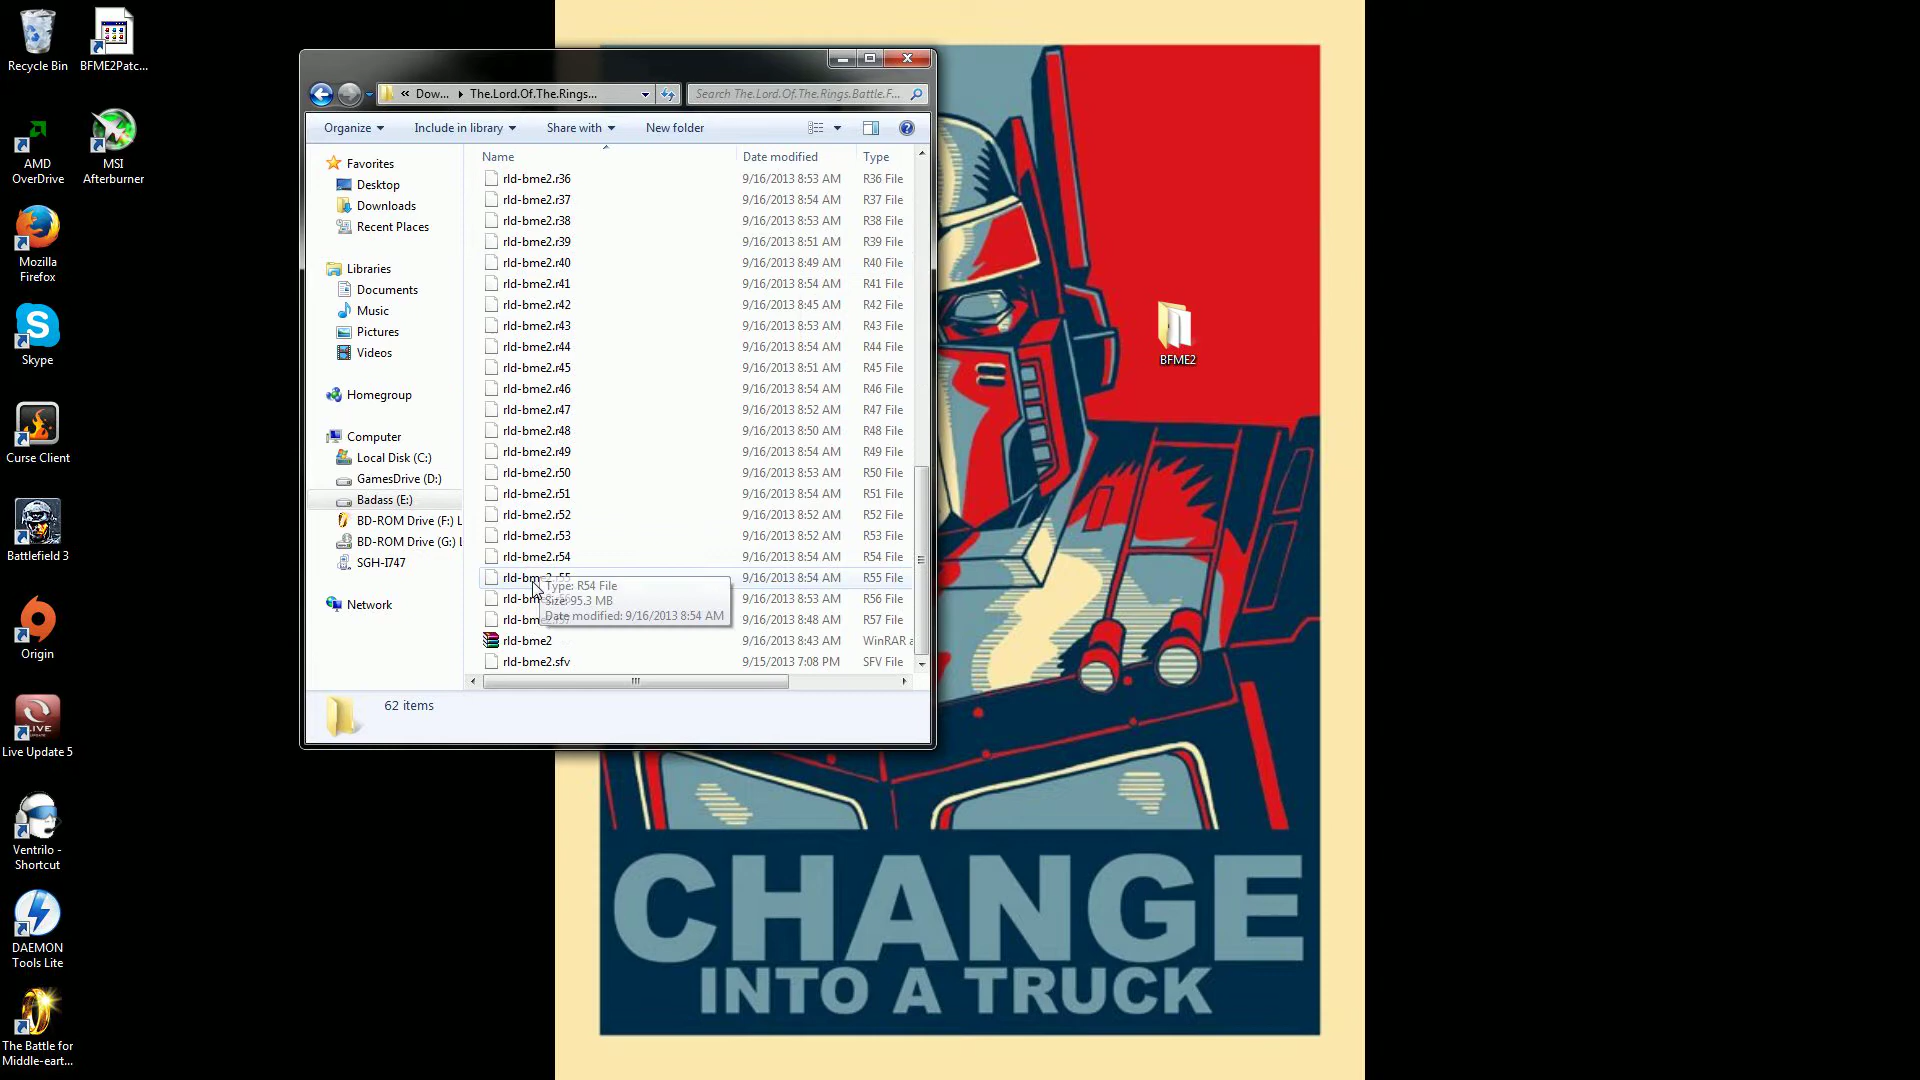 Recycle Bin
BFME2Patc...
AMD
OverDrive
MSI
Afterburner
Mozilla
Firefox
Skype
Curse Client
Battlefield 3
Origin
LIVE
UPDATE
Live Update 5
Ventrilo -
Shortcut
DAEMON
Tools Lite
The Battle for
Middle-eart...
« Dow... The.Lord.Of.The.Rings...
Search The.Lord.Of.The.Rings.Battle.F...
Organize Include in library Share with New folder
Favorites
Desktop
Downloads
Recent Places
Libraries
Documents
Music
Pictures
Videos
Homegroup
Computer
Local Disk (C:)
GamesDrive (D:)
Badass (E:)
BD-ROM Drive (F:) L
BD-ROM Drive (G:) L
SGH-I747
Network
Name Date modified Type
rld-bme2.r36 9/16/2013 8:53 AM R36 File
rld-bme2.r37 9/16/2013 8:54 AM R37 File
rld-bme2.r38 9/16/2013 8:53 AM R38 File
rld-bme2.r39 9/16/2013 8:51 AM R39 File
rld-bme2.r40 9/16/2013 8:49 AM R40 File
rld-bme2.r41 9/16/2013 8:54 AM R41 File
rld-bme2.r42 9/16/2013 8:45 AM R42 File
rld-bme2.r43 9/16/2013 8:53 AM R43 File
rld-bme2.r44 9/16/2013 8:54 AM R44 File
rld-bme2.r45 9/16/2013 8:51 AM R45 File
rld-bme2.r46 9/16/2013 8:54 AM R46 File
rld-bme2.r47 9/16/2013 8:52 AM R47 File
rld-bme2.r48 9/16/2013 8:50 AM R48 File
rld-bme2.r49 9/16/2013 8:54 AM R49 File
rld-bme2.r50 9/16/2013 8:53 AM R50 File
rld-bme2.r51 9/16/2013 8:54 AM R51 File
rld-bme2.r52 9/16/2013 8:52 AM R52 File
rld-bme2.r53 9/16/2013 8:52 AM R53 File
rld-bme2.r54 9/16/2013 8:54 AM R54 File
rld-bme2.r55 9/16/2013 8:54 AM R55 File
rld-bm 9/16/2013 8:53 AM R56 File
rld-bm 9/16/2013 8:48 AM R57 File
rld-bme2 9/16/2013 8:43 AM WinRAR a
rld-bme2.sfv 9/15/2013 7:08 PM SFV File
Type: R54 File
Size: 95.3 MB
Date modified: 9/16/2013 8:54 AM
62 items
BFME2
CHANGE
INTO A TRUCK